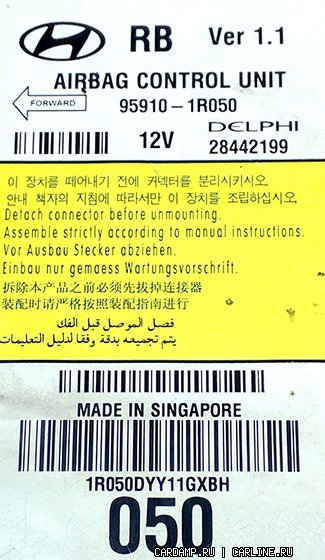 RB Ver 1.1
AIRBAG CONTROL UNIT
FORWARD
95910-1R050
12V
DELPHI
28442199
이 장치를 떼어내기 전에 커넥터를 분리시키시오.
안내 책자의 지침에 따라서만 이 장치를 조립하십시오.
Detach connector before unmounting.
Assemble strictly according to manual instructions.
Vor Ausbau Stecker abziehen.
Einbau nur gemaess Wartungsvorschrift.
拆除本产品之前必须先拔掉连接器
装配时请严格按照装配指南进行
فصل الموصل قبل الفك
يتم تجميعه بدقة وفقا لدليل التعليمات
MADE IN SINGAPORE
1R050DYY11GXBH
050
CARDAMP.RU | CARLINE.RU